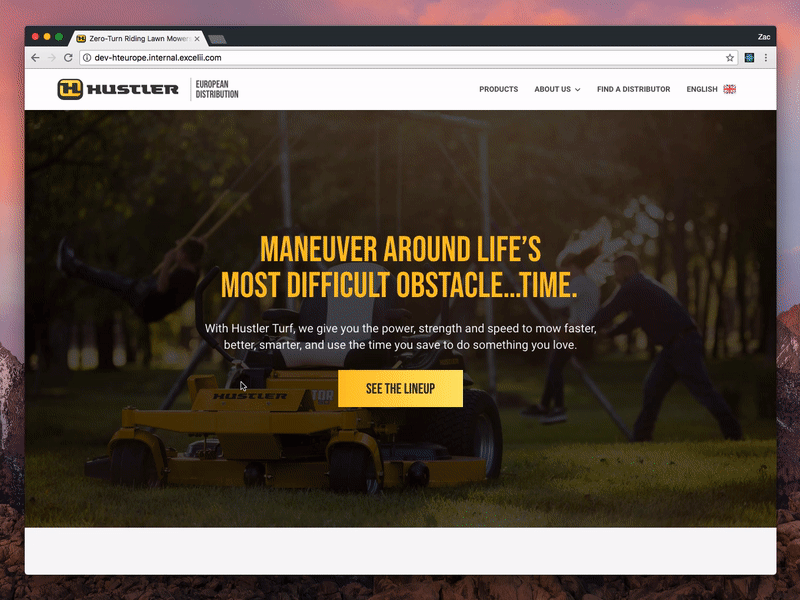 Zero-Turn Riding Lawn Mowers
Zac
dev-hteurope.internal.excelii.com
HUSTLER
EUROPEAN
DISTRIBUTION
PRODUCTS
ABOUT US
FIND A DISTRIBUTOR
ENGLISH
MANEUVER AROUND LIFE’S
MOST DIFFICULT OBSTACLE...TIME.
With Hustler Turf, we give you the power, strength and speed to mow faster,
better, smarter, and use the time you save to do something you love.
SEE THE LINEUP
HUSTLER